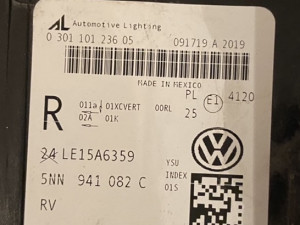 AL Automotive Lighting
0 301 101 236 05 091719 A 2019
MADE IN MEXICO
R 011a 01XCVERT 00RL PL E1 4120
02A 01K 25
24 LE15A6359
5NN 941 082 C
RV
YSU
INDEX
01S